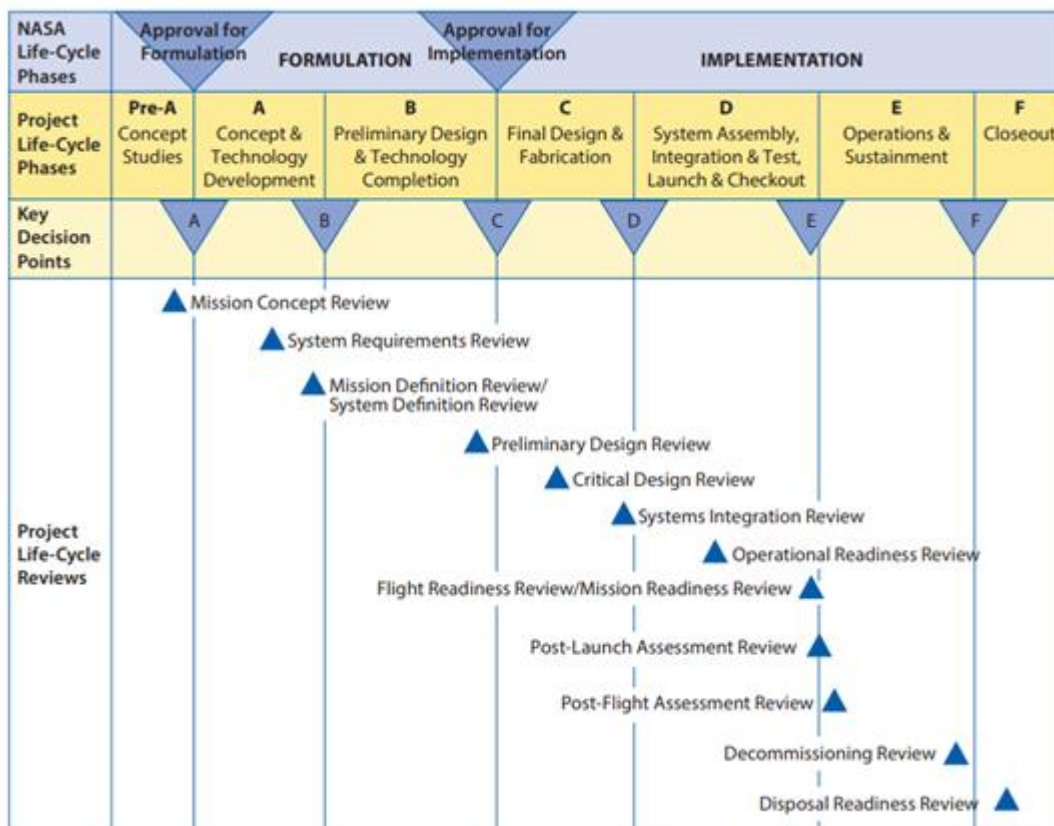 NASA
Life-Cycle
Phases
Approval for
Formulation
FORMULATION
Approval for
Implementation
IMPLEMENTATION
Project
Life-Cycle
Phases
Pre-A
Concept
Studies
A
Concept &
Technology
Development
B
Preliminary Design
& Technology
Completion
C
Final Design &
Fabrication
D
System Assembly,
Integration & Test,
Launch & Checkout
E
Operations &
Sustainment
F
Closeout
Key
Decision
Points
A
B
C
D
E
F
Project
Life-Cycle
Reviews
Mission Concept Review
System Requirements Review
Mission Definition Review/
System Definition Review
Preliminary Design Review
Critical Design Review
Systems Integration Review
Operational Readiness Review
Flight Readiness Review/Mission Readiness Review
Post-Launch Assessment Review
Post-Flight Assessment Review
Decommissioning Review
Disposal Readiness Review